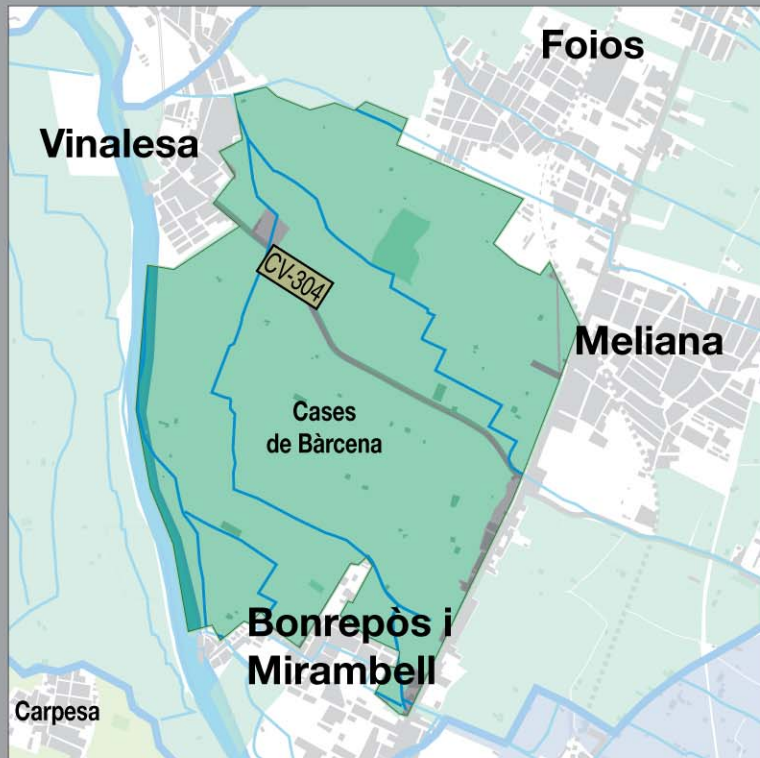 Foios
Vinalesa
CV-304
Meliana
Cases
de Bàrcena
Bonrepòs i
Mirambell
Carpesa